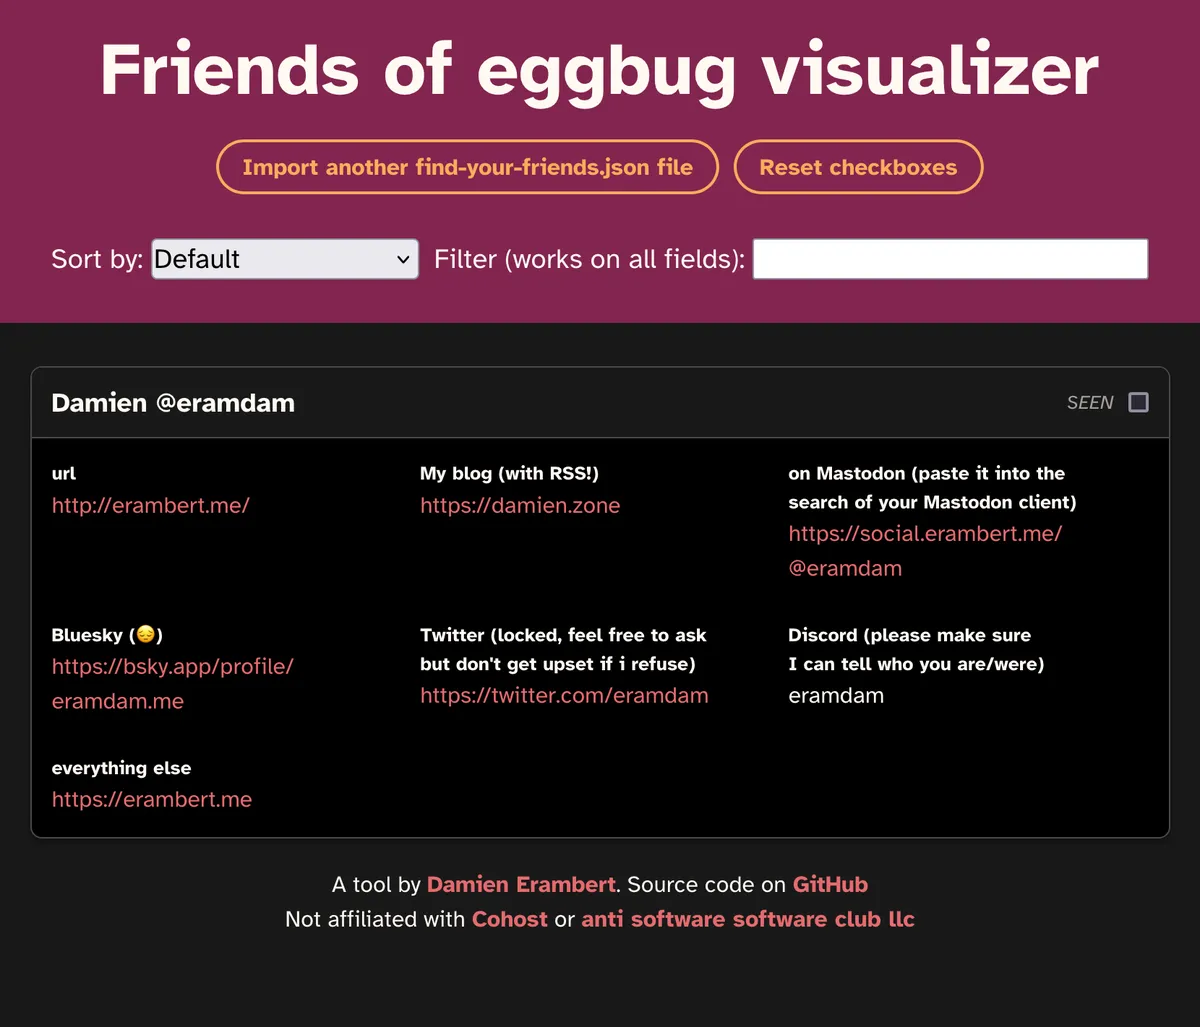 Friends of eggbug visualizer
Import another find-your-friends.json file Reset checkboxes
Sort by: Default Filter (works on all fields):
Damien @eramdam SEEN
url
http://erambert.me/
My blog (with RSS!)
https://damien.zone
on Mastodon (paste it into the
search of your Mastodon client)
https://social.erambert.me/
@eramdam
Bluesky (😔)
https://bsky.app/profile/
eramdam.me
Twitter (locked, feel free to ask
but don't get upset if i refuse)
https://twitter.com/eramdam
Discord (please make sure
I can tell who you are/were)
eramdam
everything else
https://erambert.me
A tool by Damien Erambert. Source code on GitHub
Not affiliated with Cohost or anti software software club llc